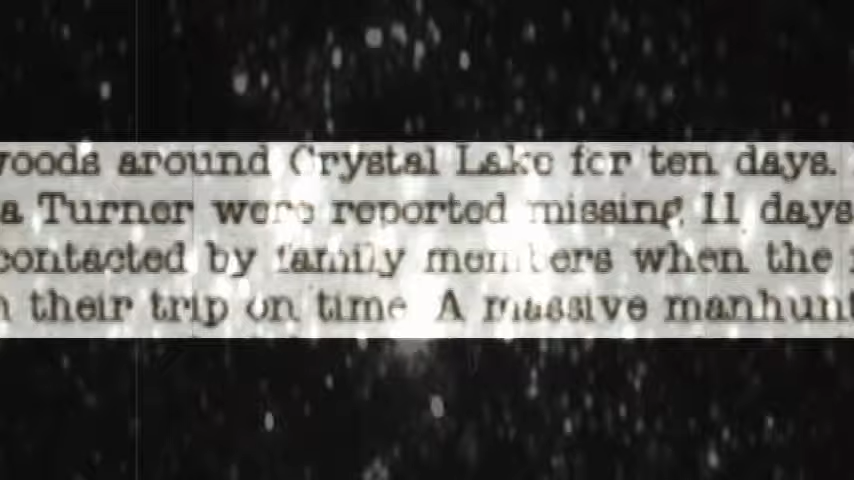 woods around Crystal Lake for ten days.
a Turner were reported missing 11 days
contacted by family members when the
their trip on time A massive manhunt